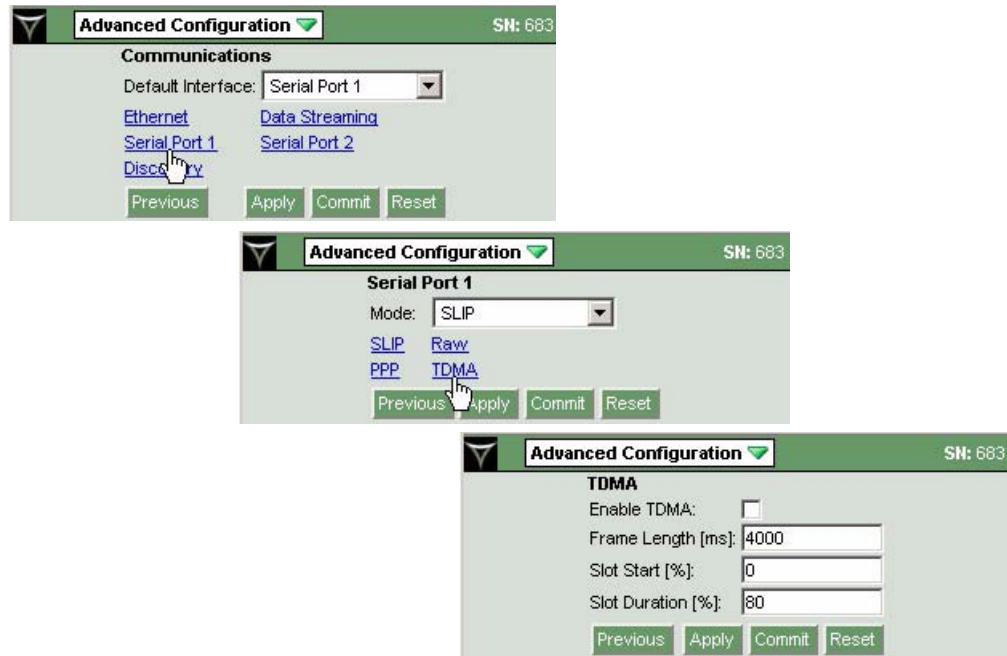 Advanced Configuration SN: 683
Communications
Default Interface: Serial Port 1
Ethernet Data Streaming
Serial Port 1 Serial Port 2
Discovery
Previous Apply Commit Reset
Advanced Configuration SN: 683
Serial Port 1
Mode: SLIP
SLIP Raw
PPP TDMA
Previous Apply Commit Reset
Advanced Configuration SN: 683
TDMA
Enable TDMA:
Frame Length [ms]: 4000
Slot Start [%]: 0
Slot Duration [%]: 80
Previous Apply Commit Reset